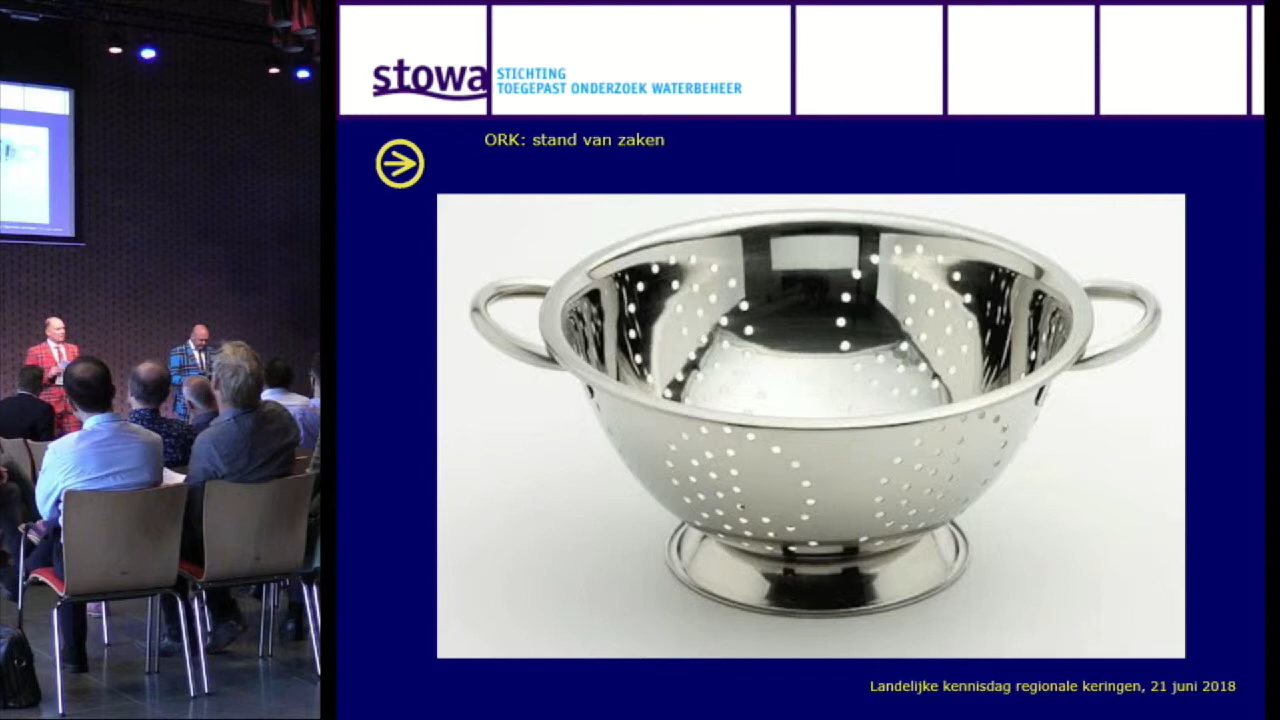 stowa
STICHTING
TOEGEPAST ONDERZOEK WATERBEHEER
ORK: stand van zaken
Landelijke kennisdag regionale keringen, 21 juni 2018